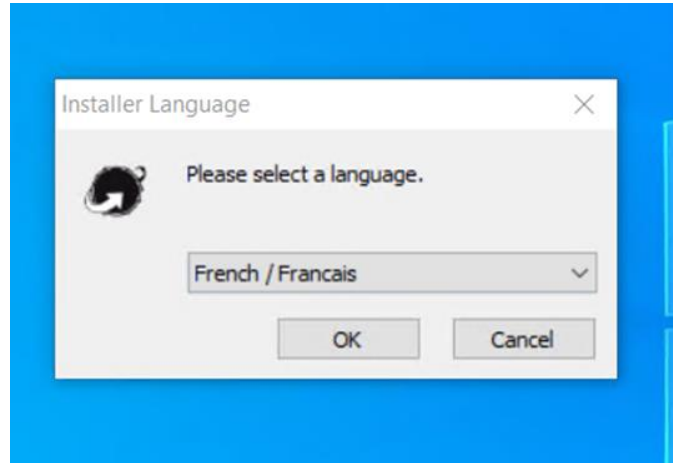 Installer Language
Please select a language.
French / Francais
OK
Cancel